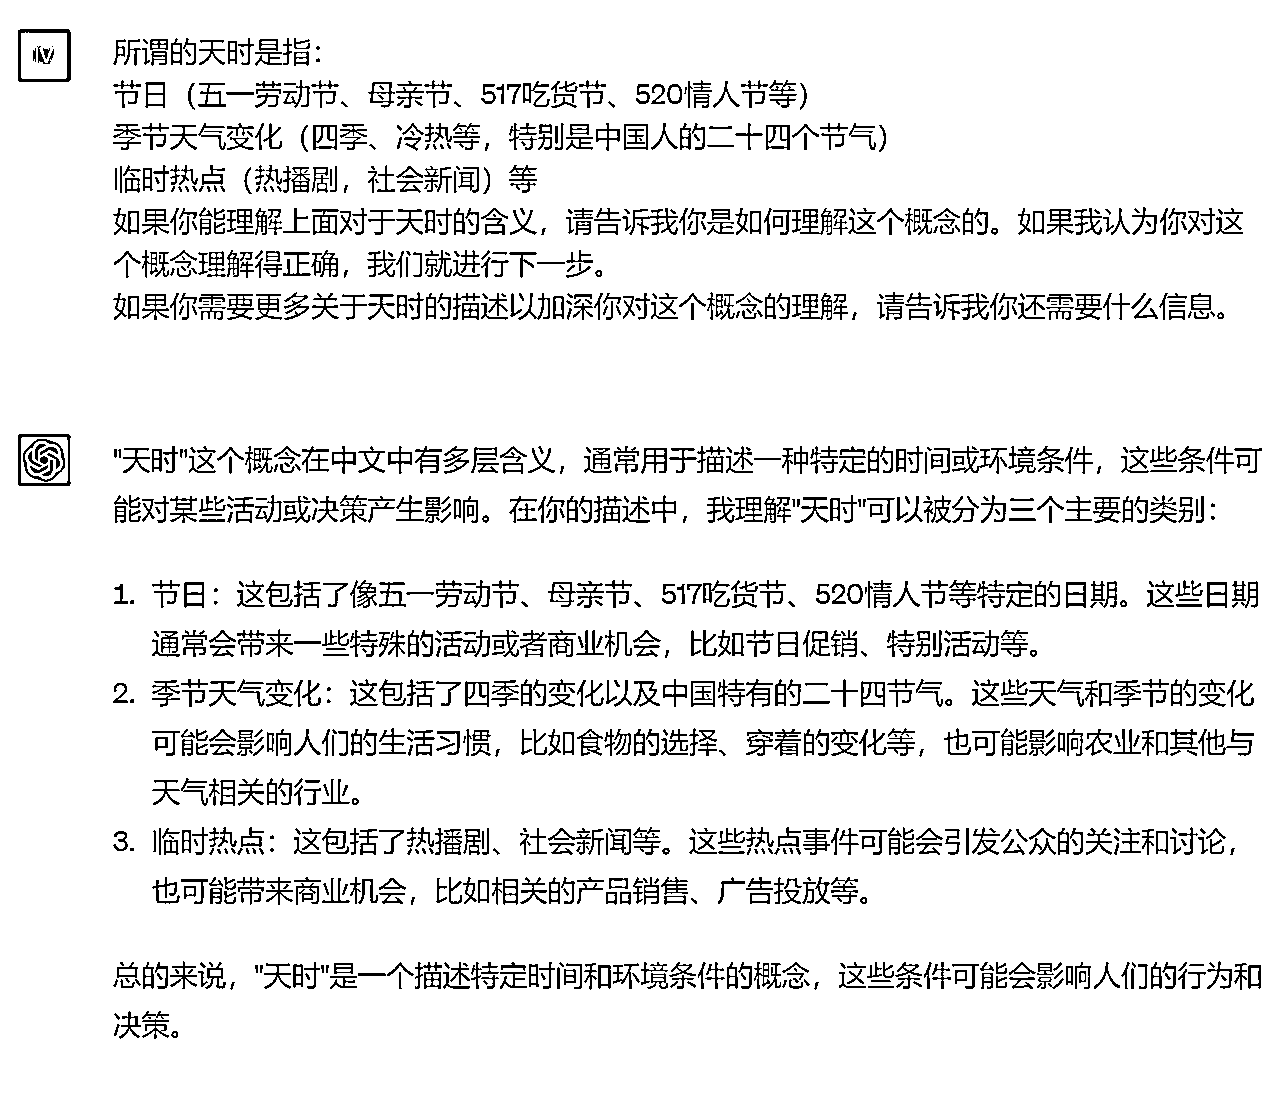 所谓的天时是指：
节日（五一劳动节、母亲节、517吃货节、520情人节等）
季节天气变化（四季、冷热等，特别是中国人的二十四个节气）
临时热点（热播剧，社会新闻）等
如果你能理解上面对于天时的含义，请告诉我你是如何理解这个概念的。如果我认为你对这
个概念理解得正确，我们就进行下一步。
如果你需要更多关于天时的描述以加深你对这个概念的理解，请告诉我你还需要什么信息。
"天时"这个概念在中文中有多层含义，通常用于描述一种特定的时间或环境条件，这些条件可
能对某些活动或决策产生影响。在你的描述中，我理解"天时"可以被分为三个主要的类别：
1. 节日：这包括了像五一劳动节、母亲节、517吃货节、520情人节等特定的日期。这些日期
通常会带来一些特殊的活动或者商业机会，比如节日促销、特别活动等。
2. 季节天气变化：这包括了四季的变化以及中国特有的二十四节气。这些天气和季节的变化
可能会影响人们的生活习惯，比如食物的选择、穿着的变化等，也可能影响农业和其他与
天气相关的行业。
3. 临时热点：这包括了热播剧、社会新闻等。这些热点事件可能会引发公众的关注和讨论，
也可能带来商业机会，比如相关的产品销售、广告投放等。
总的来说，"天时"是一个描述特定时间和环境条件的概念，这些条件可能会影响人们的行为和
决策。